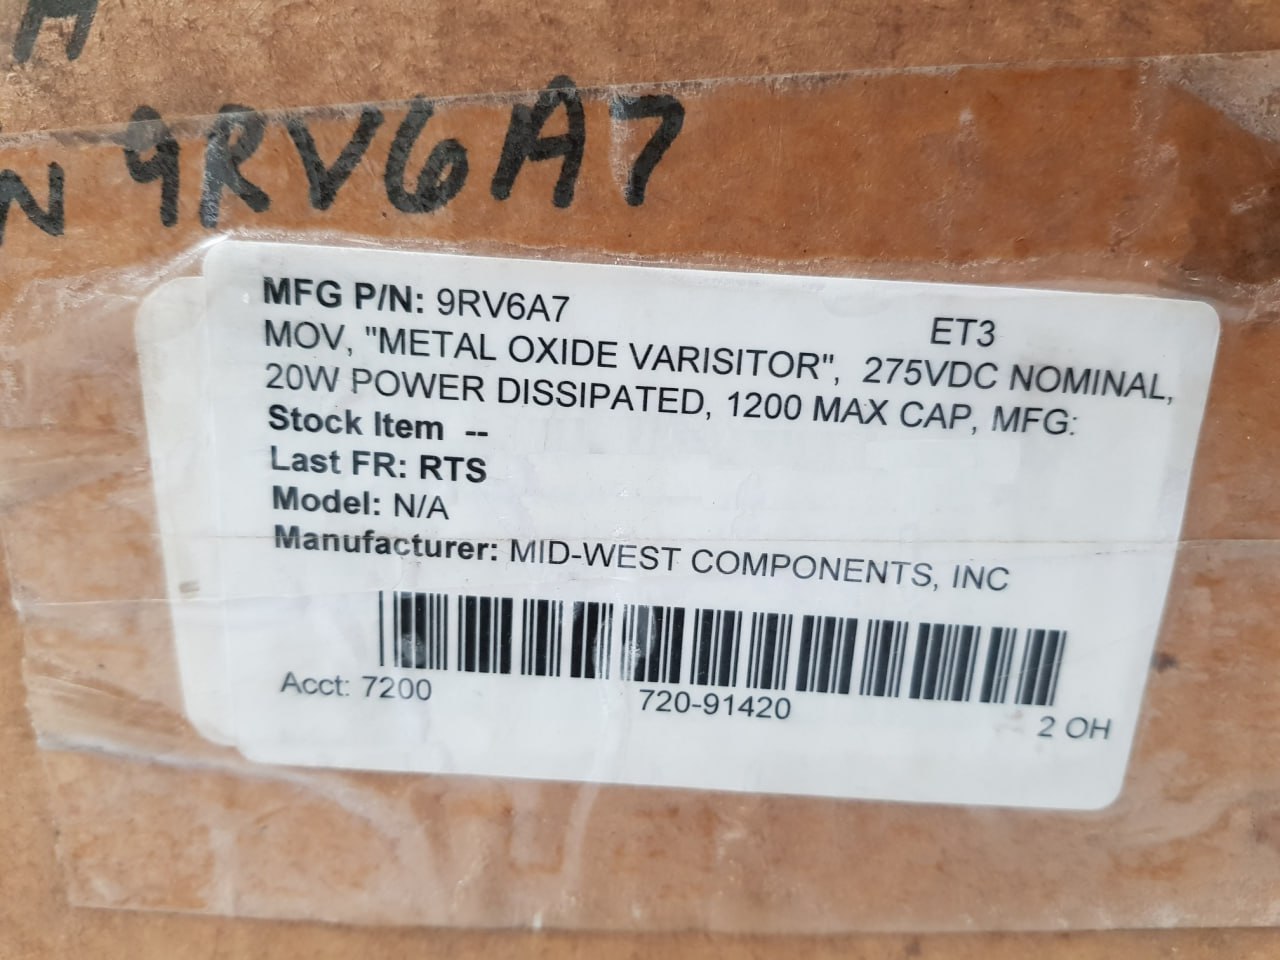 H
N 9RV6A7
MFG P/N: 9RV6A7 ET3
MOV, "METAL OXIDE VARISITOR", 275VDC NOMINAL,
20W POWER DISSIPATED, 1200 MAX CAP, MFG:
Stock Item --
Last FR: RTS
Model: N/A
Manufacturer: MID-WEST COMPONENTS, INC
Acct: 7200 720-91420 2 OH